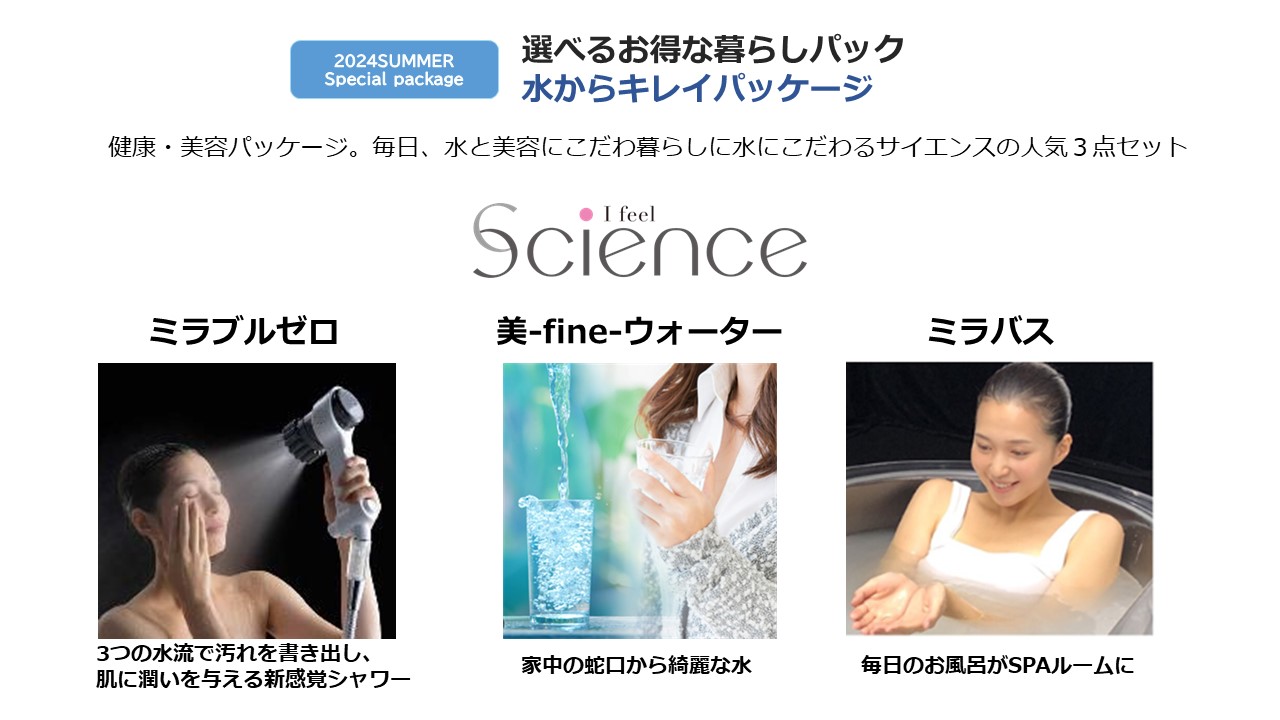 2024SUMMER
Special package
選べるお得な暮らしパック
水からキレイパッケージ
健康・美容パッケージ。毎日、水と美容にこだわ暮らしに水にこだわるサイエンスの人気３点セット
I feel
Science
ミラブルゼロ
美-fine-ウォーター
ミラバス
3つの水流で汚れを書き出し、
肌に潤いを与える新感覚シャワー
家中の蛇口から綺麗な水
毎日のお風呂がSPAルームに